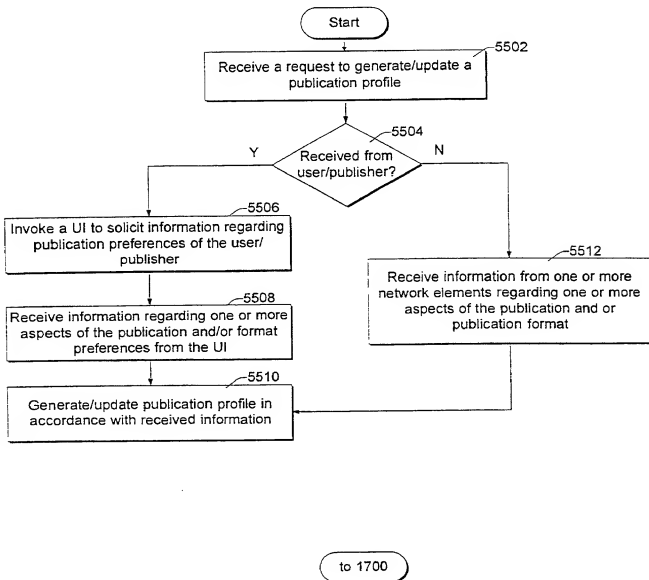 Start
5502
Receive a request to generate/update a
publication profile
5504
Y
Received from
user/publisher?
N
5506
Invoke a UI to solicit information regarding
publication preferences of the user/
publisher
5512
Receive information from one or more
network elements regarding one or more
aspects of the publication and or
publication format
5508
Receive information regarding one or more
aspects of the publication and/or format
preferences from the UI
5510
Generate/update publication profile in
accordance with received information
to 1700